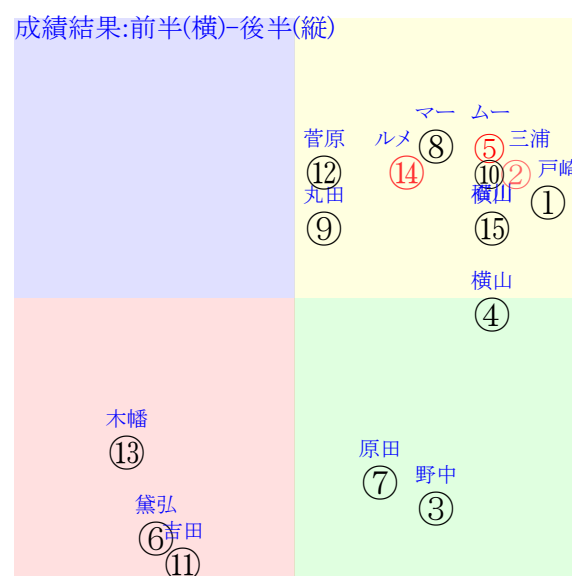 成績結果:前半(横)-後半(縦)
マー ムー
菅原 ルメ ⑧ ⑤ 三浦
⑫ ⑭ ⑩ ② 戸崎
丸田 横山 ①
⑨ ⑮
横山
④
木幡
⑬
原田
⑦ 野中
③
黛弘
⑥ 吉田
⑪